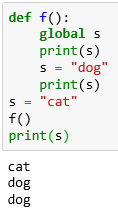 def f():
    global s
    print(s)
    s = "dog"
    print(s)
s = "cat"
f()
print(s)
cat
dog
dog